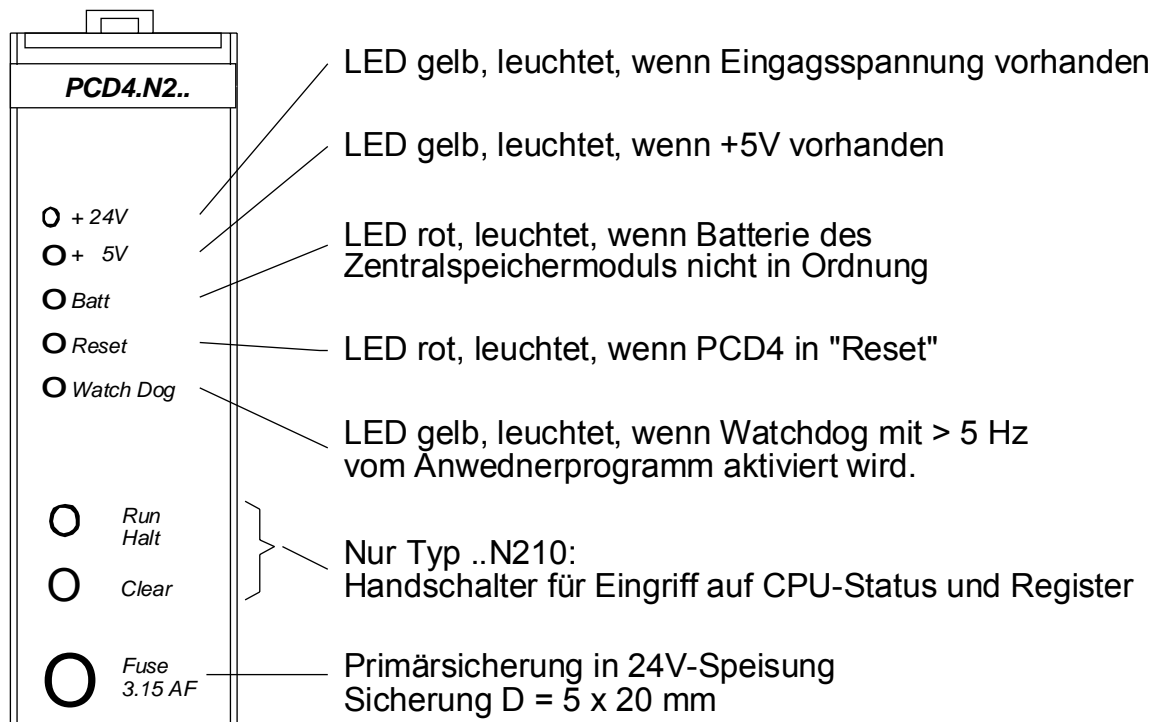 PCD4.N2..
LED gelb, leuchtet, wenn Eingagsspannung vorhanden
LED gelb, leuchtet, wenn +5V vorhanden
+ 24V
+ 5V
LED rot, leuchtet, wenn Batterie des
Zentralspeichermoduls nicht in Ordnung
Batt
Reset
LED rot, leuchtet, wenn PCD4 in "Reset"
Watch Dog
LED gelb, leuchtet, wenn Watchdog mit > 5 Hz
vom Anwednerprogramm aktiviert wird.
Run
Halt
Clear
Nur Typ ..N210:
Handschalter für Eingriff auf CPU-Status und Register
Fuse
3.15 AF
Primärsicherung in 24V-Speisung
Sicherung D = 5 x 20 mm